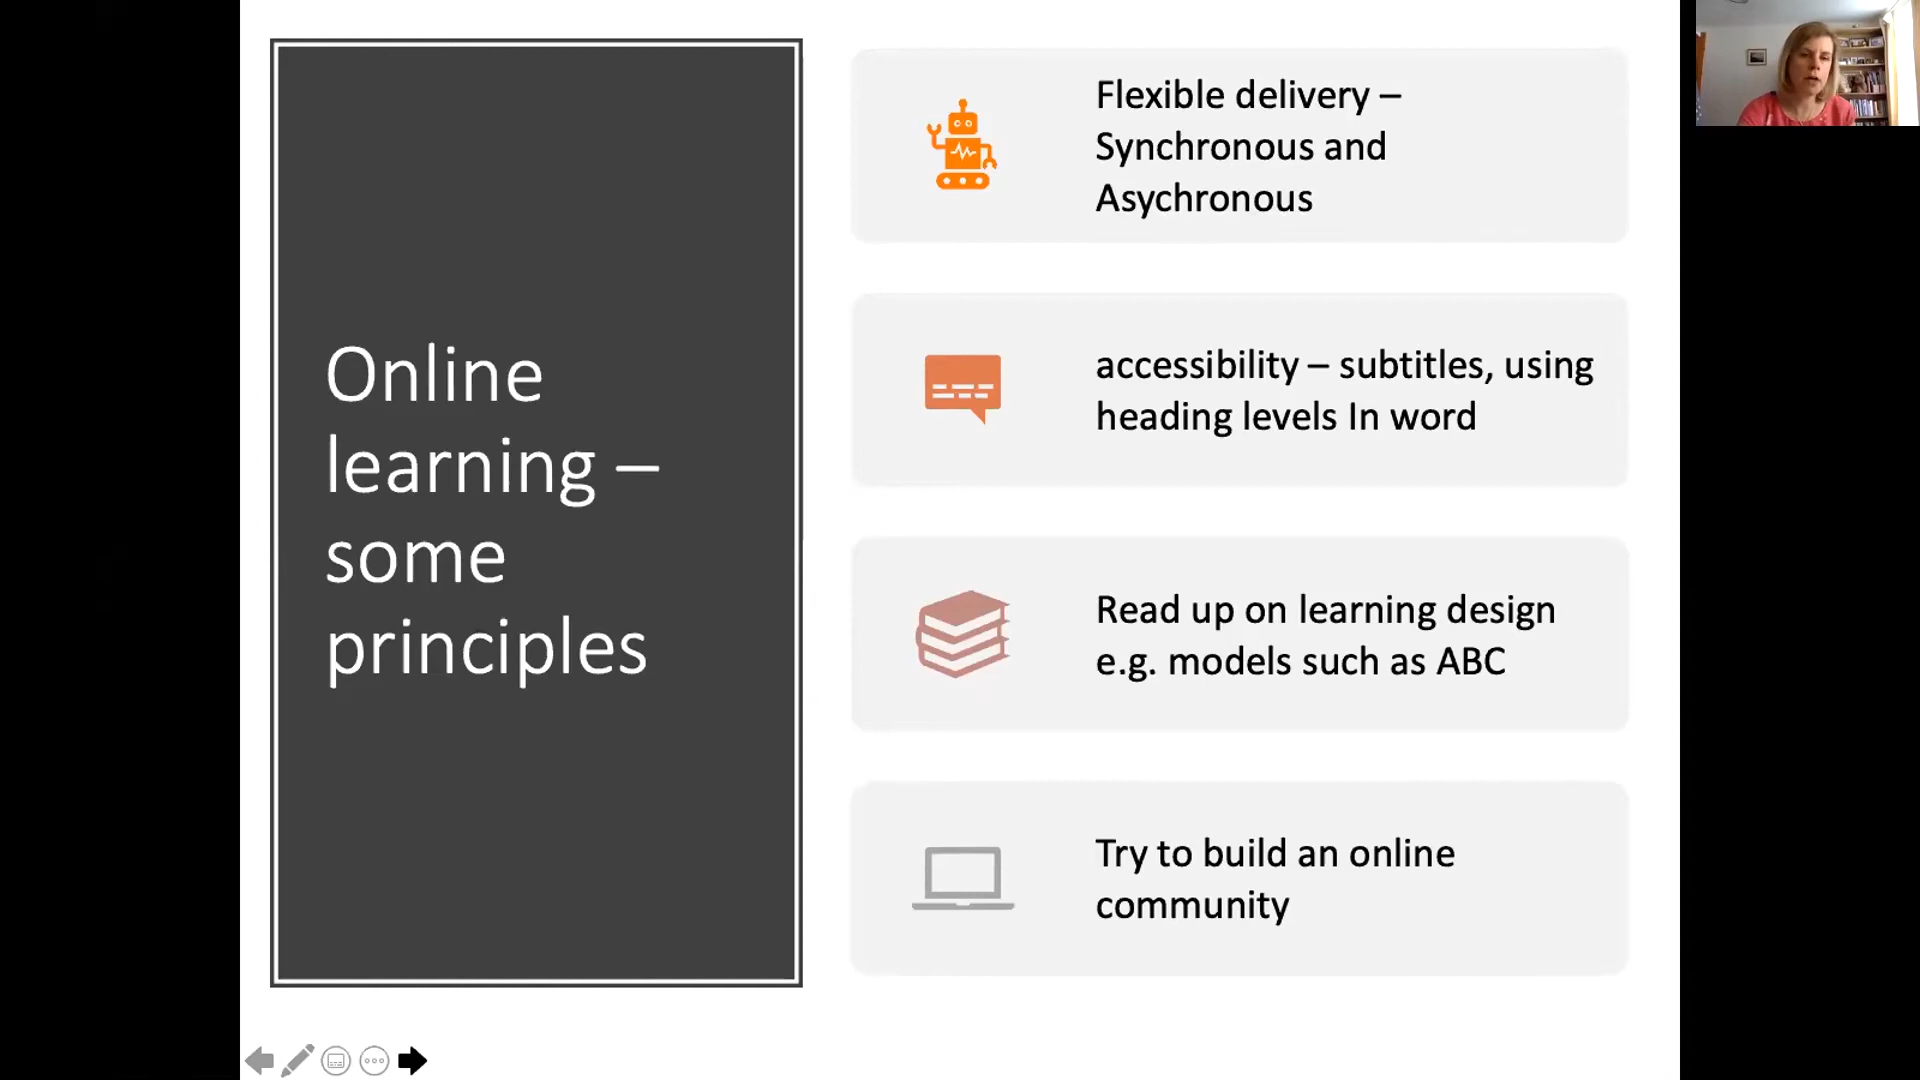 Online
learning –
some
principles
Flexible delivery –
Synchronous and
Asychronous
accessibility – subtitles, using
heading levels In word
Read up on learning design
e.g. models such as ABC
Try to build an online
community